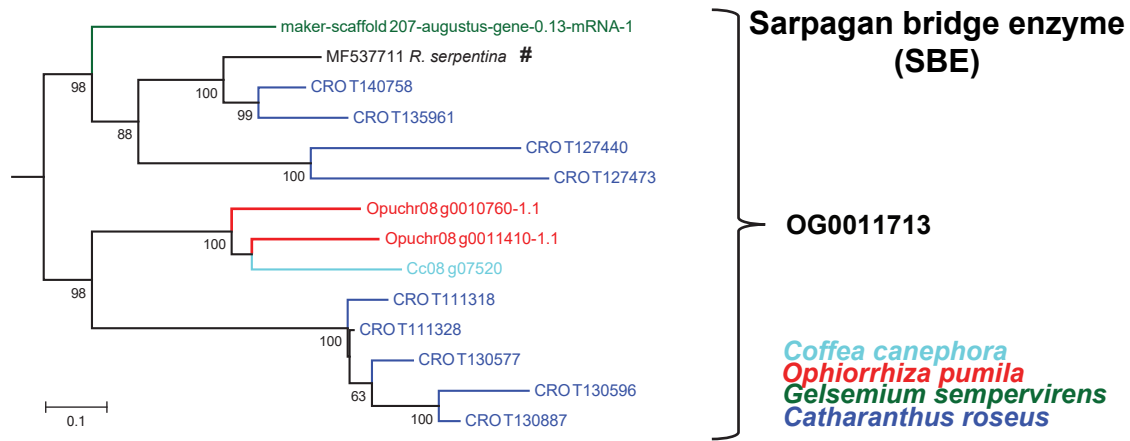 maker-scaffold207-augustus-gene-0.13-mRNA-1
MF537711 R. serpentina #
98
100
CROT140758
99
CROT135961
88
CROT127440
100
CROT127473
Opuchr08g0010760-1.1
100
Opuchr08g0011410-1.1
Cc08g07520
98
CROT111318
100
CROT111328
CROT130577
63
CROT130596
100
CROT130887
0.1
Sarpagan bridge enzyme
(SBE)
OG0011713
Coffea canephora
Ophiorrhiza pumila
Gelsemium sempervirens
Catharanthus roseus